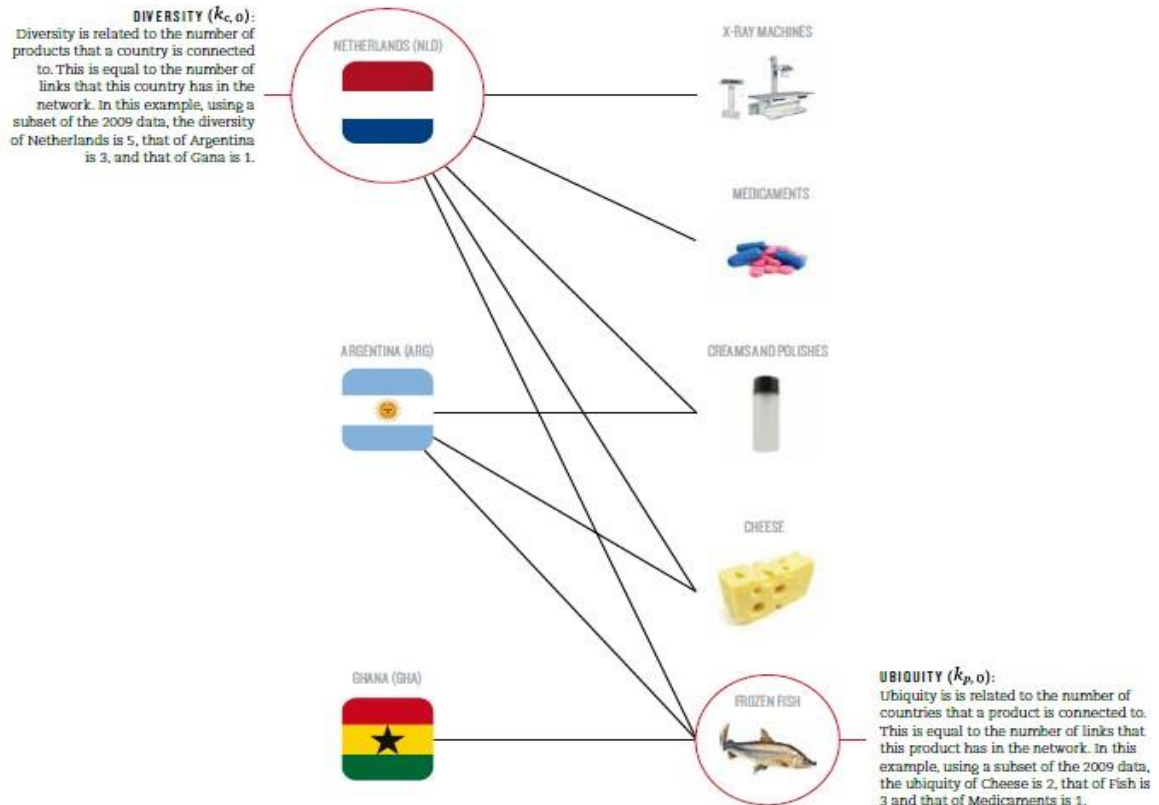 DIVERSITY (k_{c,0}):
Diversity is related to the number of
products that a country is connected
to. This is equal to the number of
links that this country has in the
network. In this example, using a
subset of the 2009 data, the diversity
of Netherlands is 5, that of Argentina
is 3, and that of Gana is 1.
NETHERLANDS (NLD)
X-RAY MACHINES
MEDICAMENTS
ARGENTINA (ARG)
CREAMS AND POLISHES
CHEESE
GHANA (GHA)
FROZEN FISH
UBIQUITY (k_{p,0}):
Ubiquity is is related to the number of
countries that a product is connected to.
This is equal to the number of links that
this product has in the network. In this
example, using a subset of the 2009 data,
the ubiquity of Cheese is 2, that of Fish is
3 and that of Medicaments is 1.